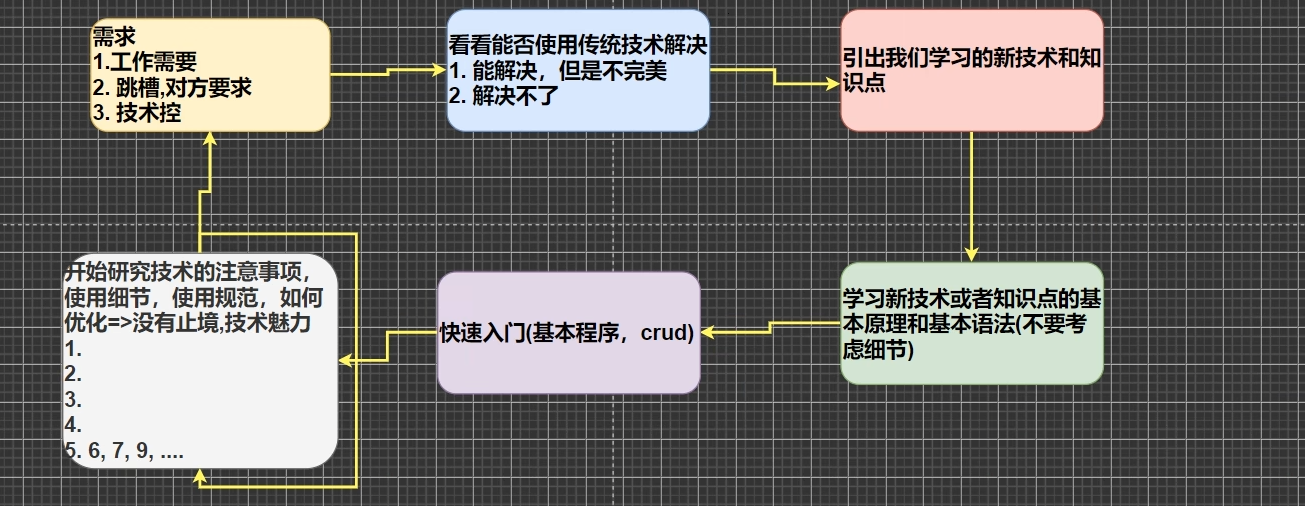 需求
1.工作需要
2. 跳槽,对方要求
3. 技术控
看看能否使用传统技术解决
1. 能解决，但是不完美
2. 解决不了
引出我们学习的新技术和知
识点
学习新技术或者知识点的基
本原理和基本语法(不要考
虑细节)
快速入门(基本程序，crud)
开始研究技术的注意事项，
使用细节，使用规范，如何
优化=>没有止境,技术魅力
1.
2.
3.
4.
5. 6, 7, 9, ....